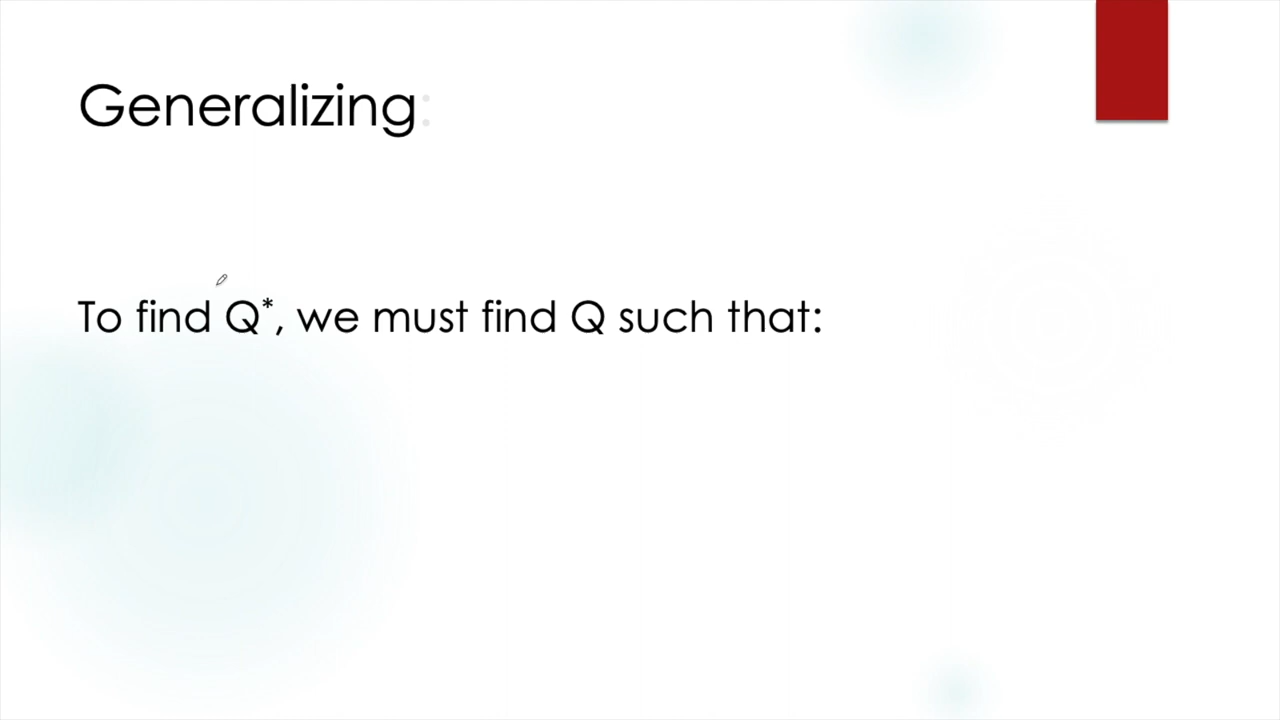 Generalizing:
To find Q*, we must find Q such that: